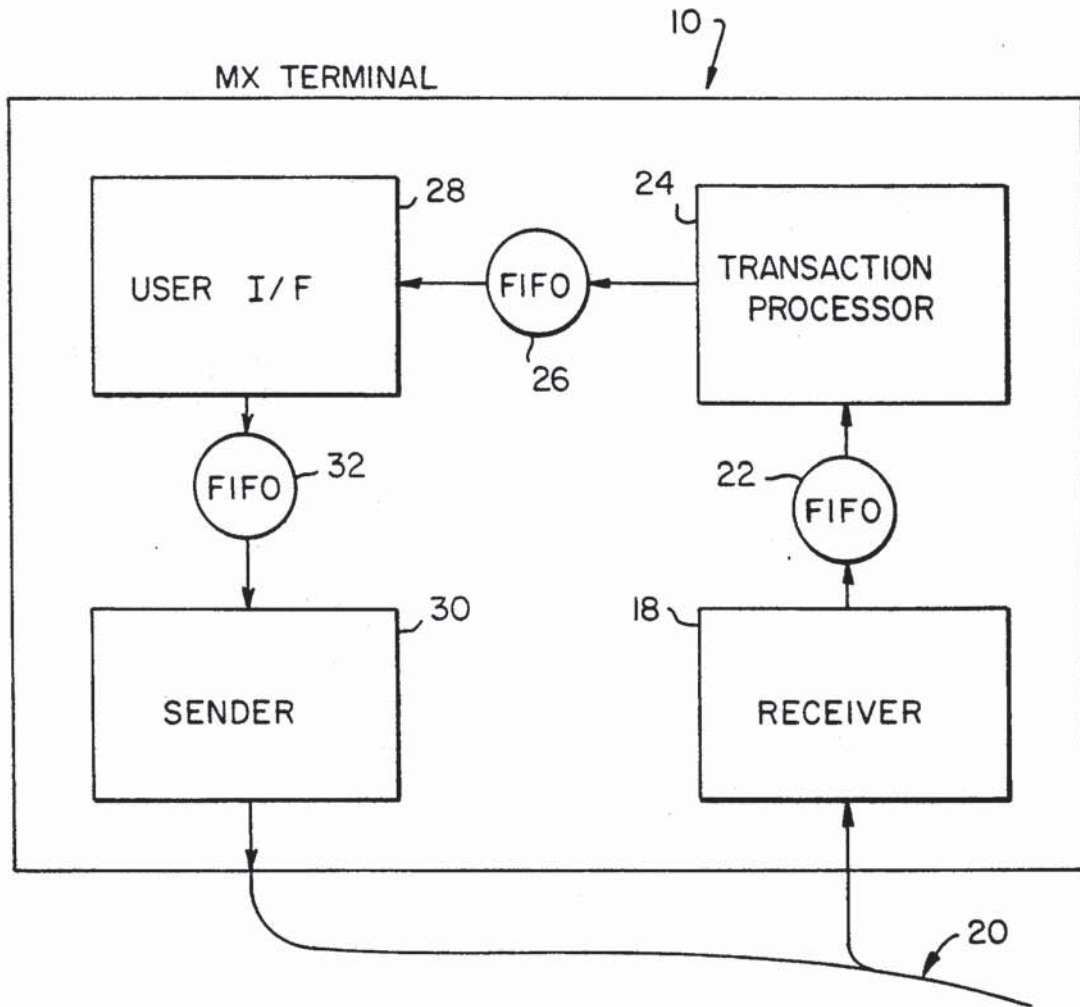 10
MX TERMINAL
28
24
USER I/F
FIFO
26
TRANSACTION
PROCESSOR
FIFO
32
22
FIFO
30
18
SENDER
RECEIVER
20